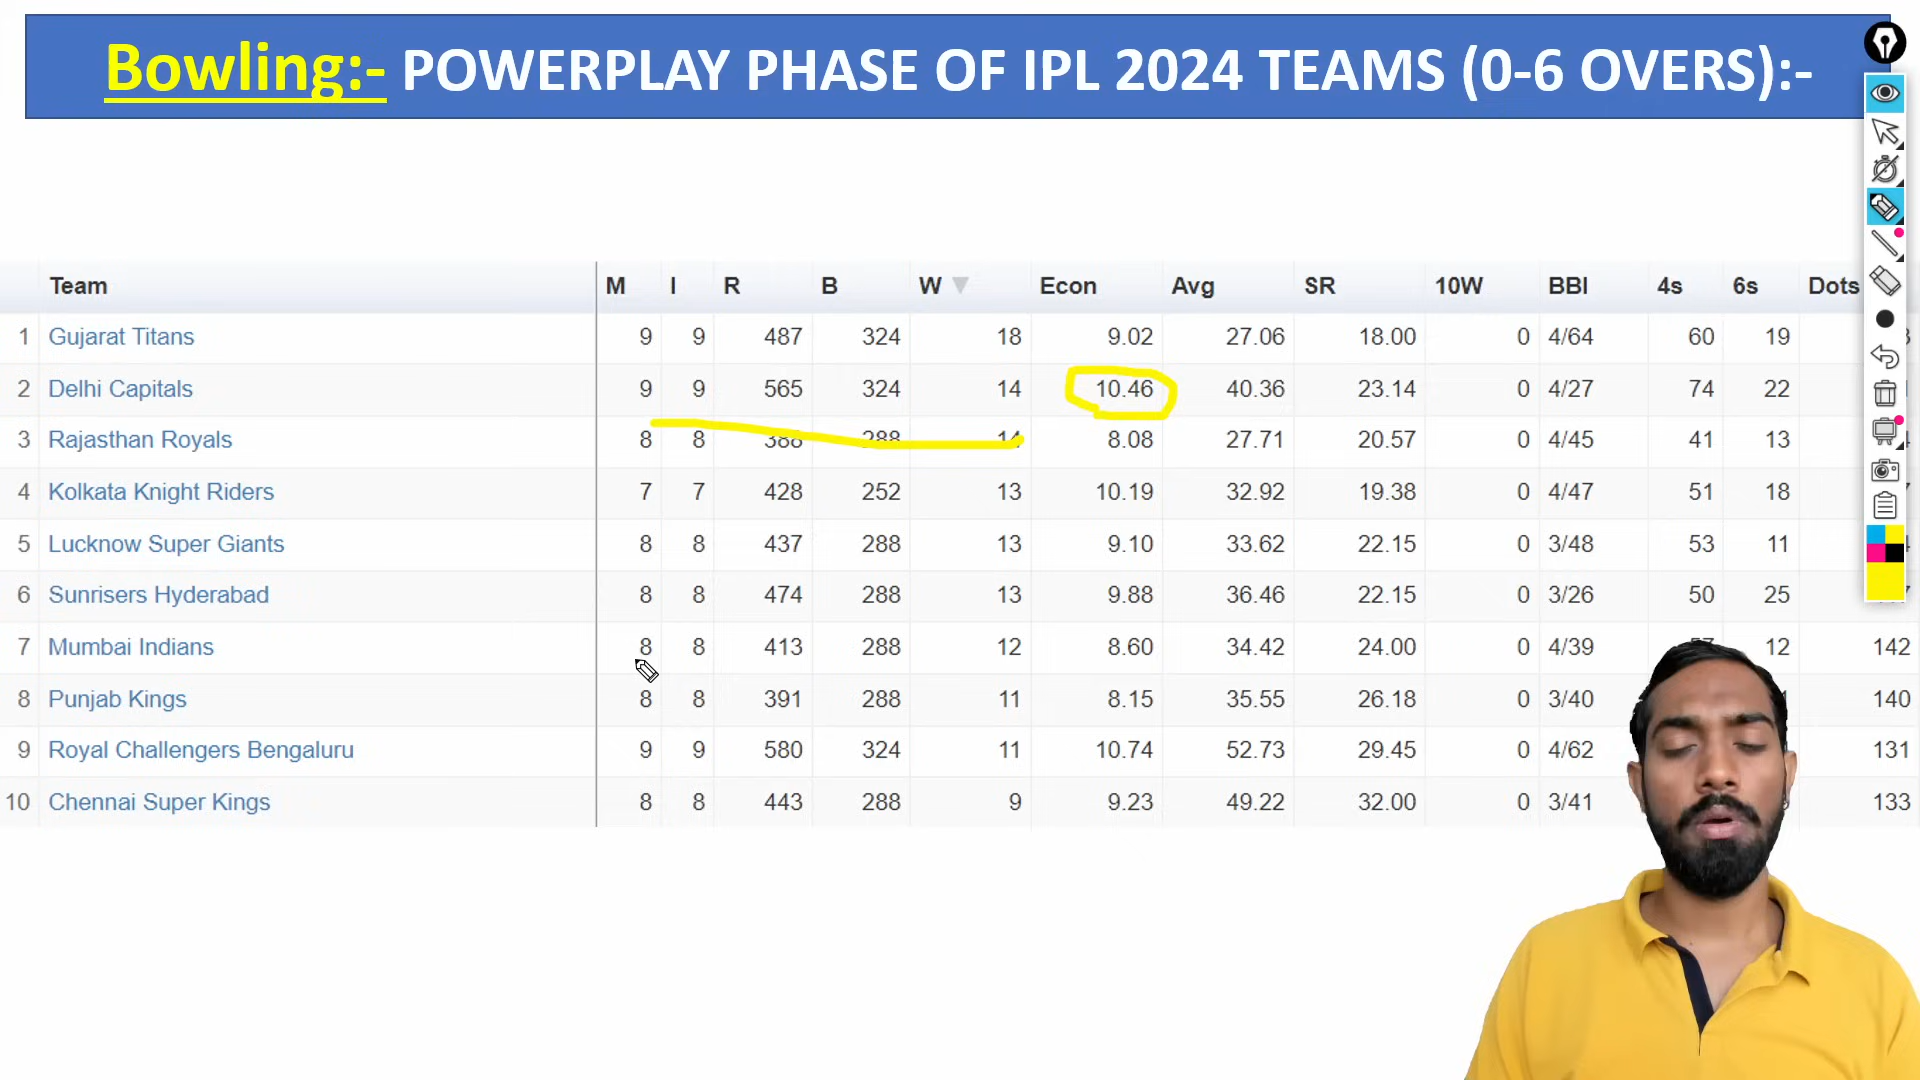 Bowling:- POWERPLAY PHASE OF IPL 2024 TEAMS (0-6 OVERS):-
Team M I R B W Econ Avg SR 10W BBI 4s 6s Dots
1 Gujarat Titans 9 9 487 324 18 9.02 27.06 18.00 0 4/64 60 19
2 Delhi Capitals 9 9 565 324 14 10.46 40.36 23.14 0 4/27 74 22
3 Rajasthan Royals 8 8 388 288 14 8.08 27.71 20.57 0 4/45 41 13
4 Kolkata Knight Riders 7 7 428 252 13 10.19 32.92 19.38 0 4/47 51 18
5 Lucknow Super Giants 8 8 437 288 13 9.10 33.62 22.15 0 3/48 53 11
6 Sunrisers Hyderabad 8 8 474 288 13 9.88 36.46 22.15 0 3/26 50 25
7 Mumbai Indians 8 8 413 288 12 8.60 34.42 24.00 0 4/39 12 142
8 Punjab Kings 8 8 391 288 11 8.15 35.55 26.18 0 3/40 140
9 Royal Challengers Bengaluru 9 9 580 324 11 10.74 52.73 29.45 0 4/62 131
10 Chennai Super Kings 8 8 443 288 9 9.23 49.22 32.00 0 3/41 133